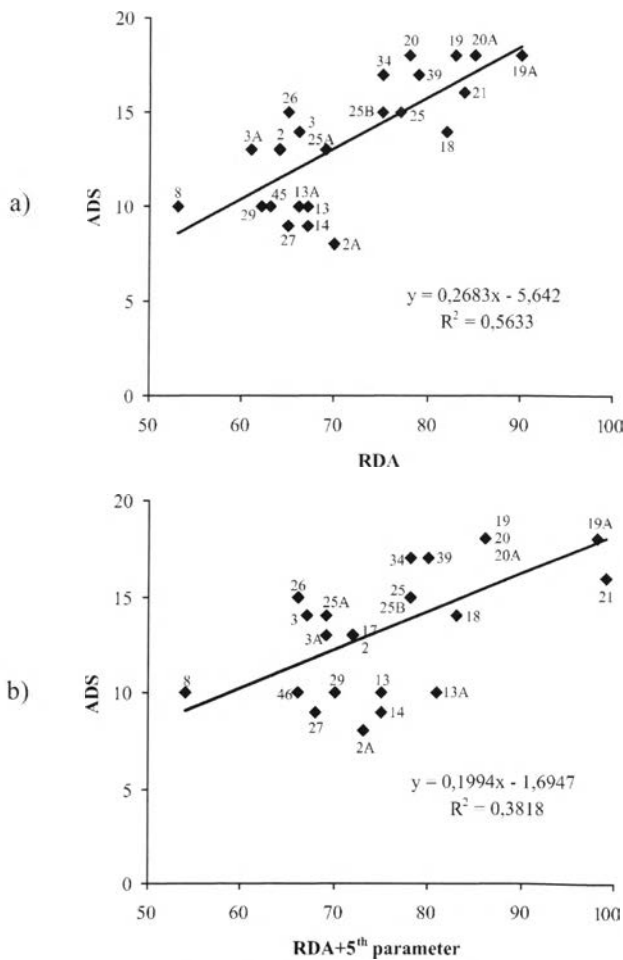 a)
ADS
20
15
10
5
0
50 60 70 80 90 100
RDA
20 19 20A
34 39 19A
26 25B 25 21
3A 2 3 25A 18
8 29 45 13A 13
27 14 2A
y = 0,2683x - 5,642
R² = 0,5633
b)
ADS
20
15
10
5
0
50 60 70 80 90 100
RDA+5th parameter
19 19A
20
34 39 20A
26 25A 25 21
3 25B 18
3A 17
2
8 46 29 13 13A
27 14
2A
y = 0,1994x - 1,6947
R² = 0,3818